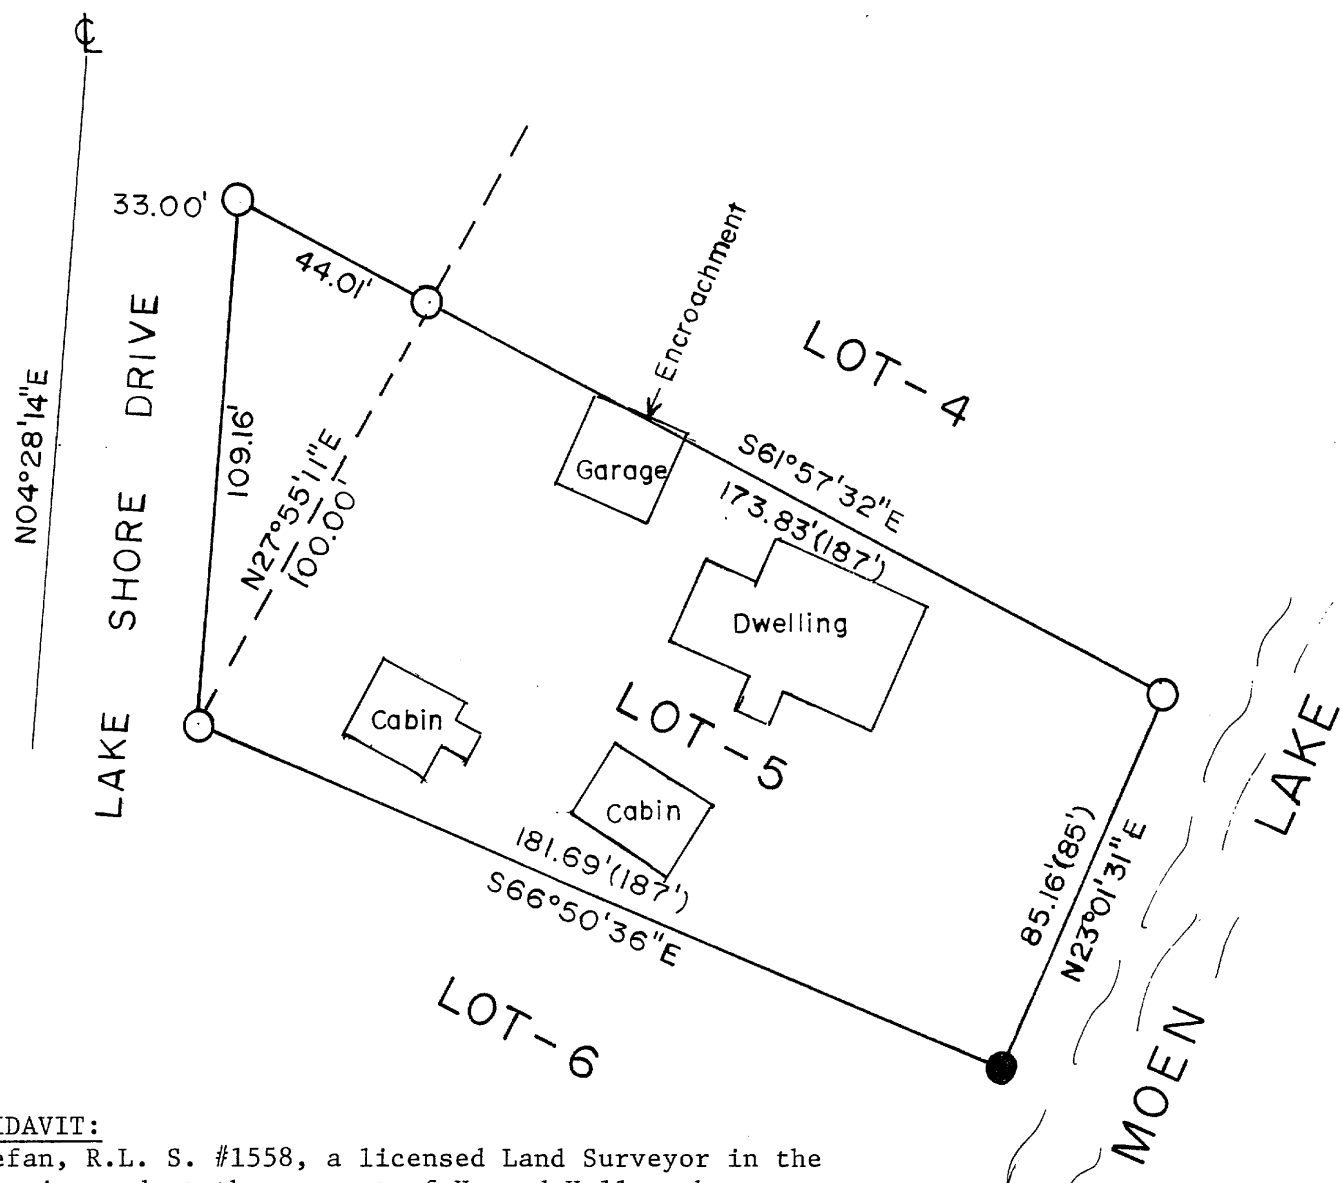 ℄
33.00'
44.01'
Encroachment
LOT-4
N04°28'14"E
LAKE SHORE DRIVE
109.16'
N27°55'11"E
100.00'
Garage
S61°57'32"E
173.83'(187')
Dwelling
LOT-5
Cabin
Cabin
181.69'(187')
S66°50'36"E
85.16'(85')
N23°01'31"E
MOEN LAKE
LOT-6
IDAVIT:
efan, R.L. S. #1558, a licensed Land Surveyor in the